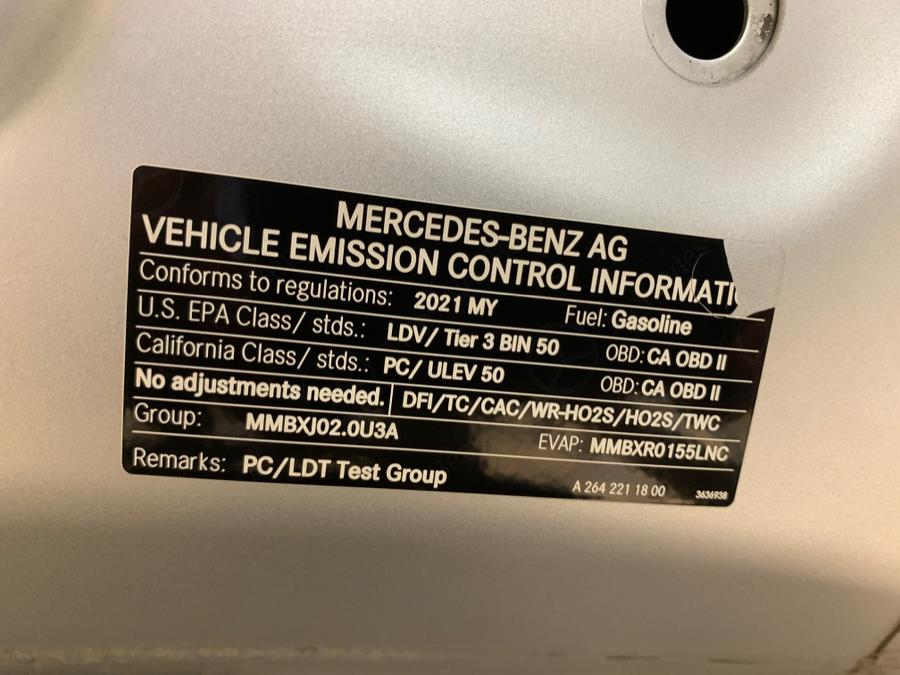 MERCEDES-BENZ AG
VEHICLE EMISSION CONTROL INFORMATI
Conforms to regulations: 2021 MY Fuel: Gasoline
U.S. EPA Class/ stds.: LDV/ Tier 3 BIN 50 OBD: CA OBD II
California Class/ stds.: PC/ ULEV 50 OBD: CA OBD II
No adjustments needed. DFI/TC/CAC/WR-HO2S/HO2S/TWC
Group: MMBXJ02.0U3A EVAP: MMBXR0155LNC
Remarks: PC/LDT Test Group A 264 221 18 00 3636938